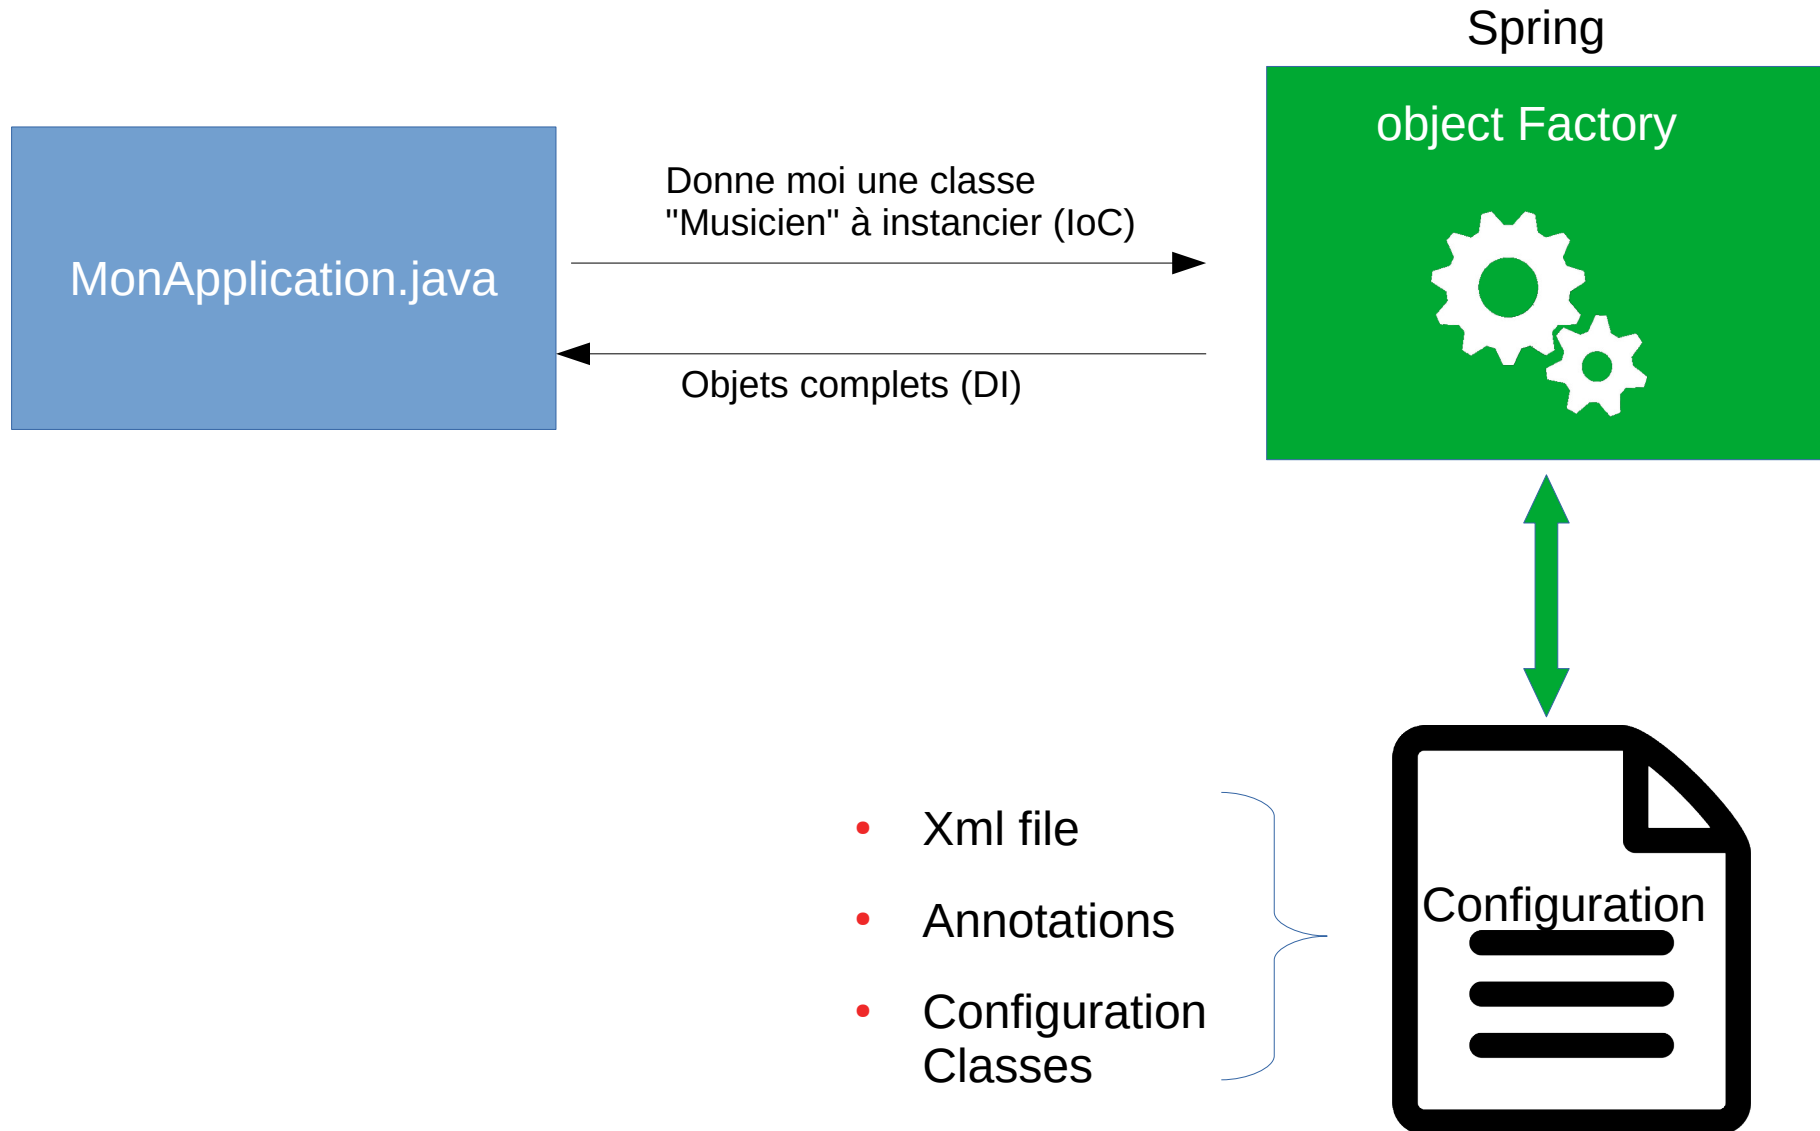 Spring
object Factory
MonApplication.java
Donne moi une classe
"Musicien" à instancier (IoC)
Objets complets (DI)
• Xml file
• Annotations
• Configuration
Classes
Configuration